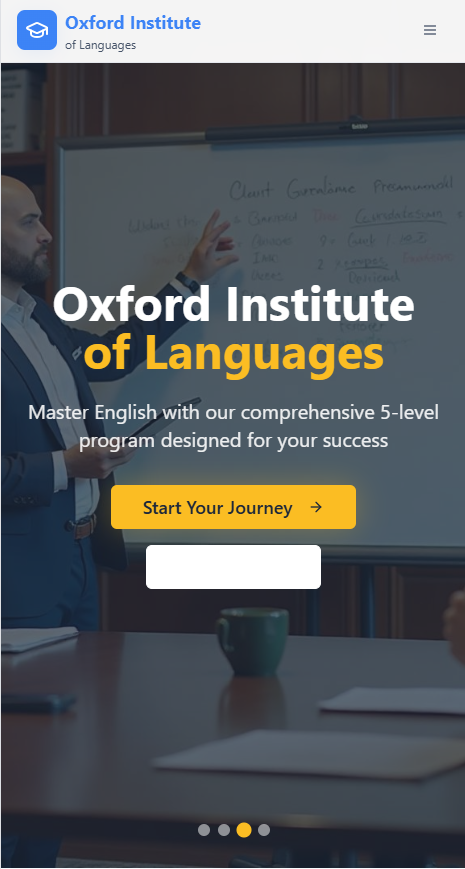 Oxford Institute
of Languages
Oxford Institute
of Languages
Master English with our comprehensive 5-level
program designed for your success
Start Your Journey